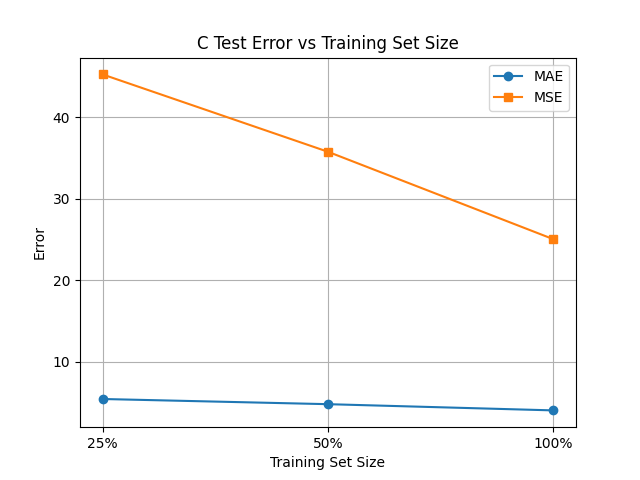 C Test Error vs Training Set Size
MAE
MSE
40
30
20
10
Error
25%
50%
100%
Training Set Size